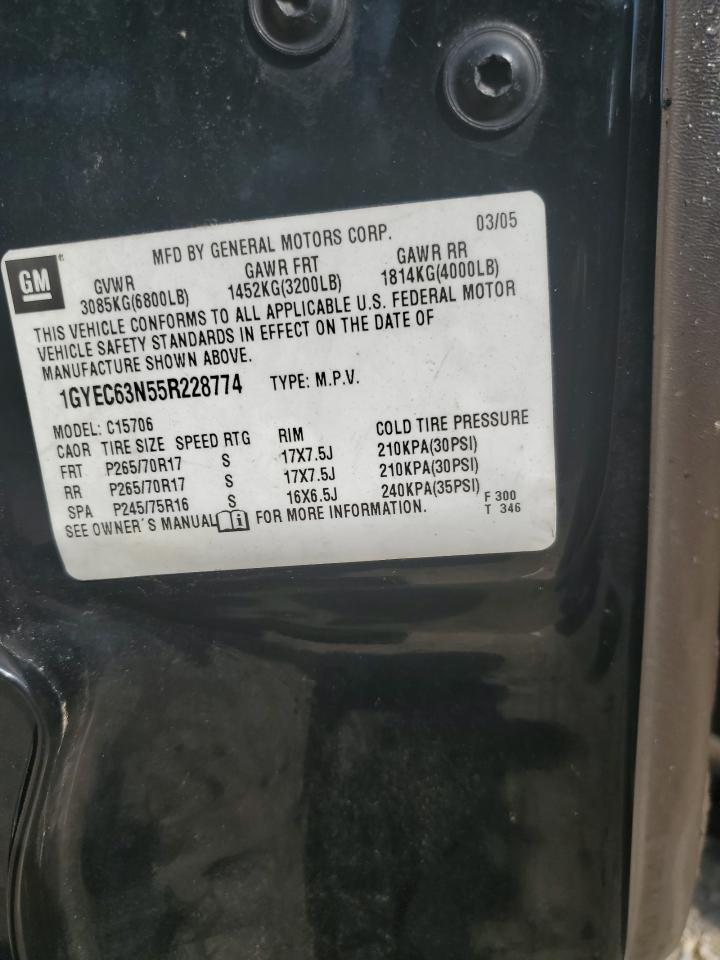 03/05
MFD BY GENERAL MOTORS CORP.
GM
GVWR GAWR FRT GAWR RR
3085KG(6800LB) 1452KG(3200LB) 1814KG(4000LB)
THIS VEHICLE CONFORMS TO ALL APPLICABLE U.S. FEDERAL MOTOR
VEHICLE SAFETY STANDARDS IN EFFECT ON THE DATE OF
MANUFACTURE SHOWN ABOVE.
1GYEC63N55R228774 TYPE: M.P.V.
MODEL: C15706
CAOR TIRE SIZE SPEED RTG RIM COLD TIRE PRESSURE
FRT P265/70R17 S 17X7.5J 210KPA(30PSI)
RR P265/70R17 S 17X7.5J 210KPA(30PSI)
SPA P245/75R16 S 16X6.5J 240KPA(35PSI)
SEE OWNER'S MANUAL FOR MORE INFORMATION.
F 300
T 346